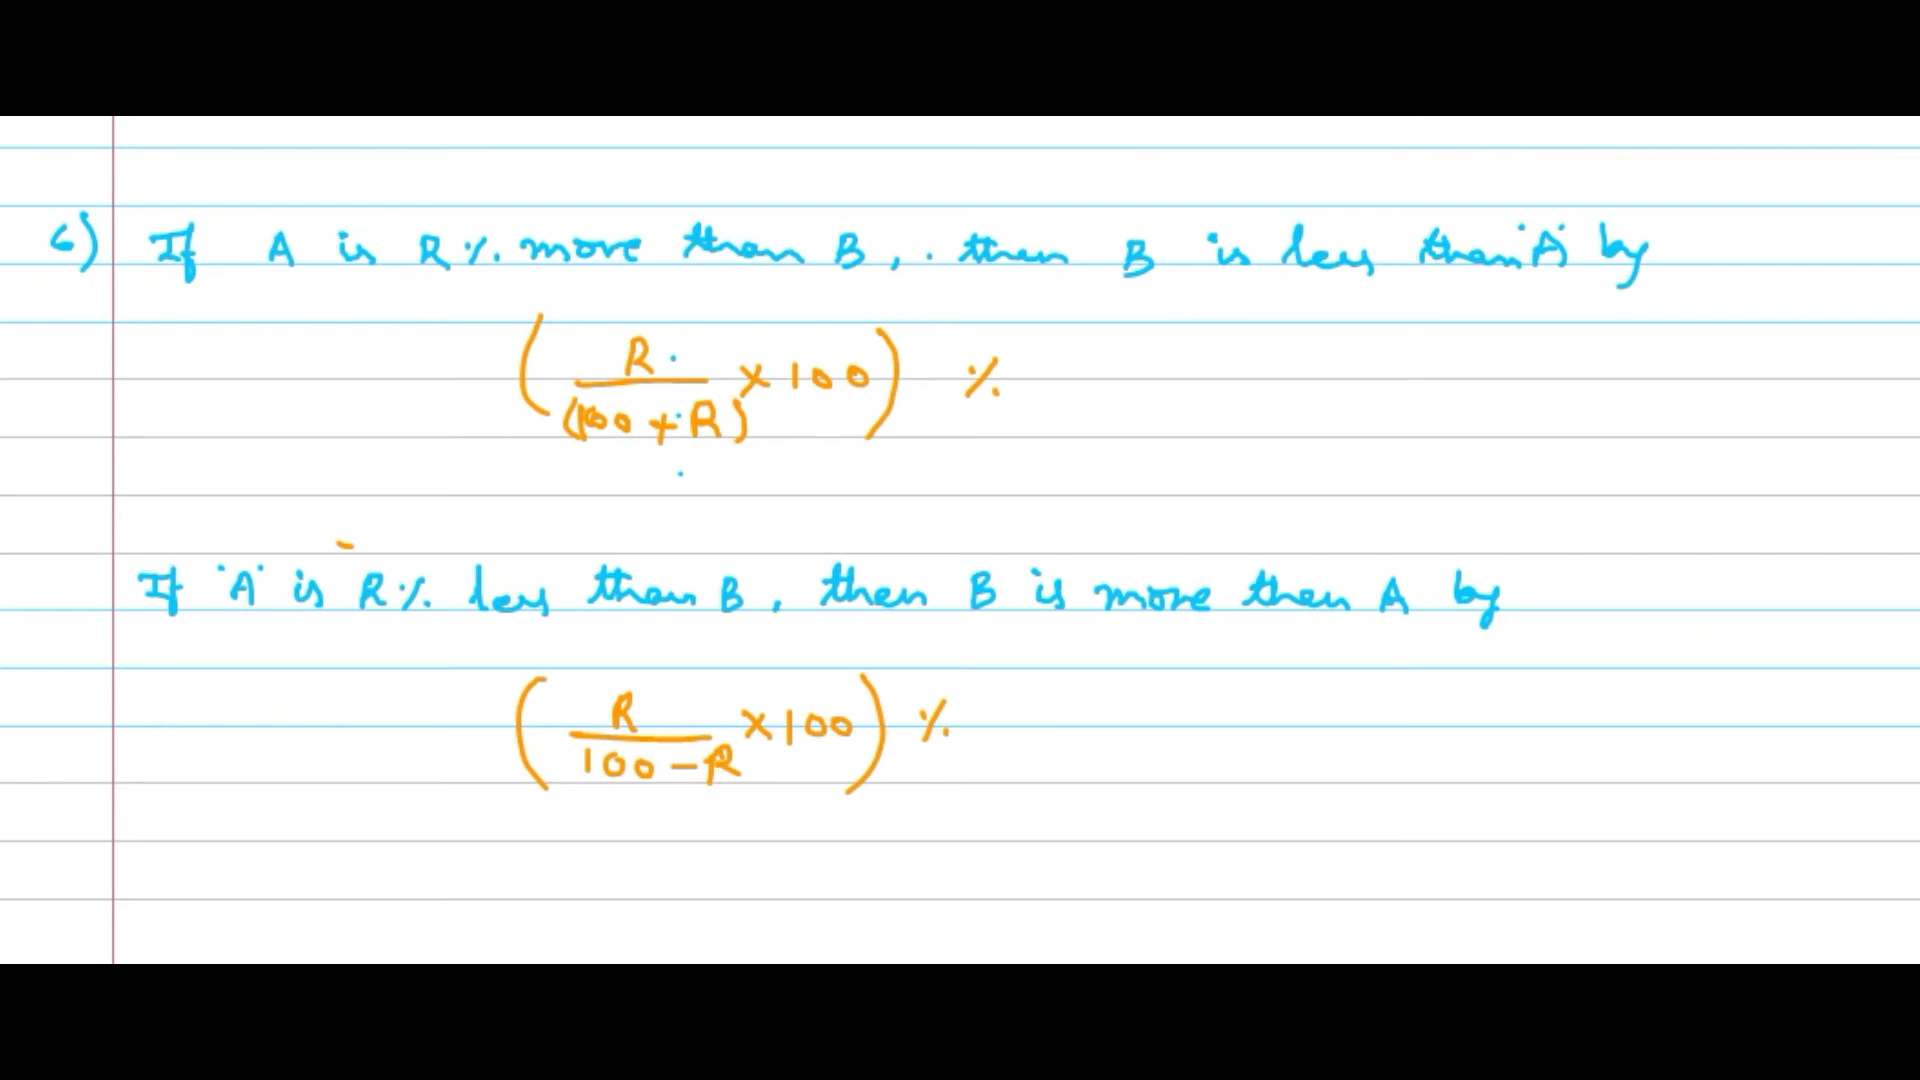 6) If A is R% more than B, . then B is less than 'A' by
( R / (100 + R) × 100 ) %
If 'A' is R% less than B, then B is more than A by
( R / 100 - R × 100 ) %